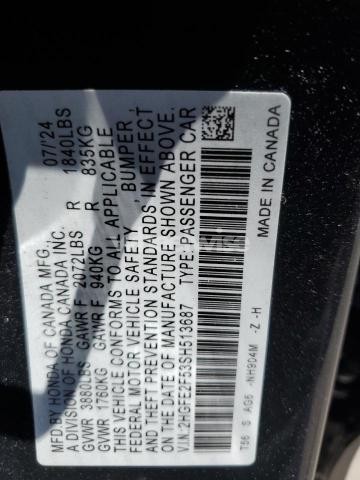 MFD BY HONDA OF CANADA MFG., 07/'24
A DIVISION OF HONDA CANADA INC.
GVWR 3880LBS GAWR F 2072LBS R 1840LBS
GVWR 1760KG GAWR F 940KG R 835KG
THIS VEHICLE CONFORMS TO ALL APPLICABLE
FEDERAL MOTOR VEHICLE SAFETY, BUMPER,
THEFT PREVENTION STANDARDS, IN EFFECT
ON THE DATE OF MANUFACTURE SHOWN ABOVE.
V.I.N: 2HGFE2F53SH513687 TYPE: PASSENGER CAR
T56 S AG5 -NH904M -Z -H
MADE IN CANADA